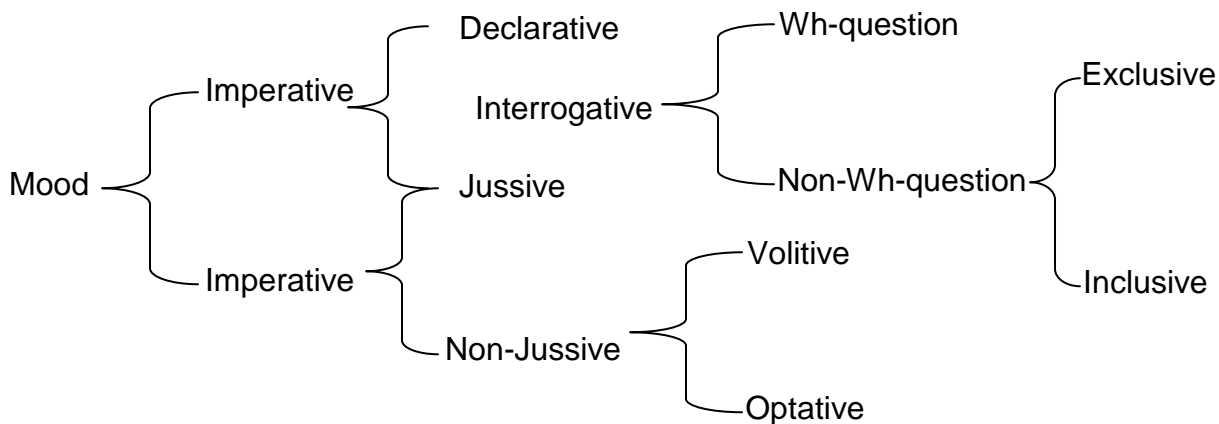 Mood
Imperative
Imperative
Declarative
Interrogative
Jussive
Non-Jussive
Wh-question
Non-Wh-question
Volitive
Optative
Exclusive
Inclusive